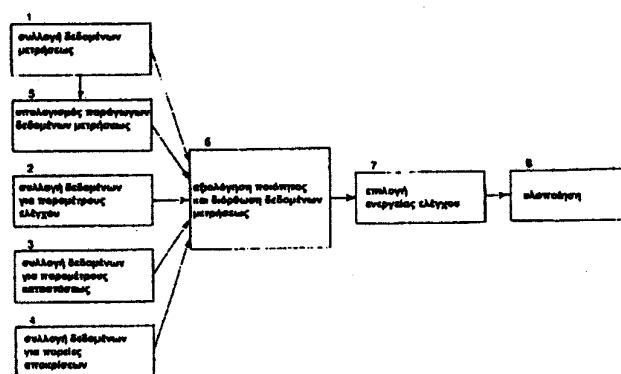 1
συλλογή δεδομένων
μετρήσεως
5
υπολογισμός παράγωγων
δεδομένων μετρήσεως
2
συλλογή δεδομένων
για παραμέτρους
ελέγχου
3
συλλογή δεδομένων
για παραμέτρους
καταστάσεως
4
συλλογή δεδομένων
για πορείες
αποκρίσεων
6
αξιολόγηση ποιότητος
και διόρθωση δεδομένων
μετρήσεως
7
επιλογή
ενεργείας ελέγχου
8
υλοποίηση